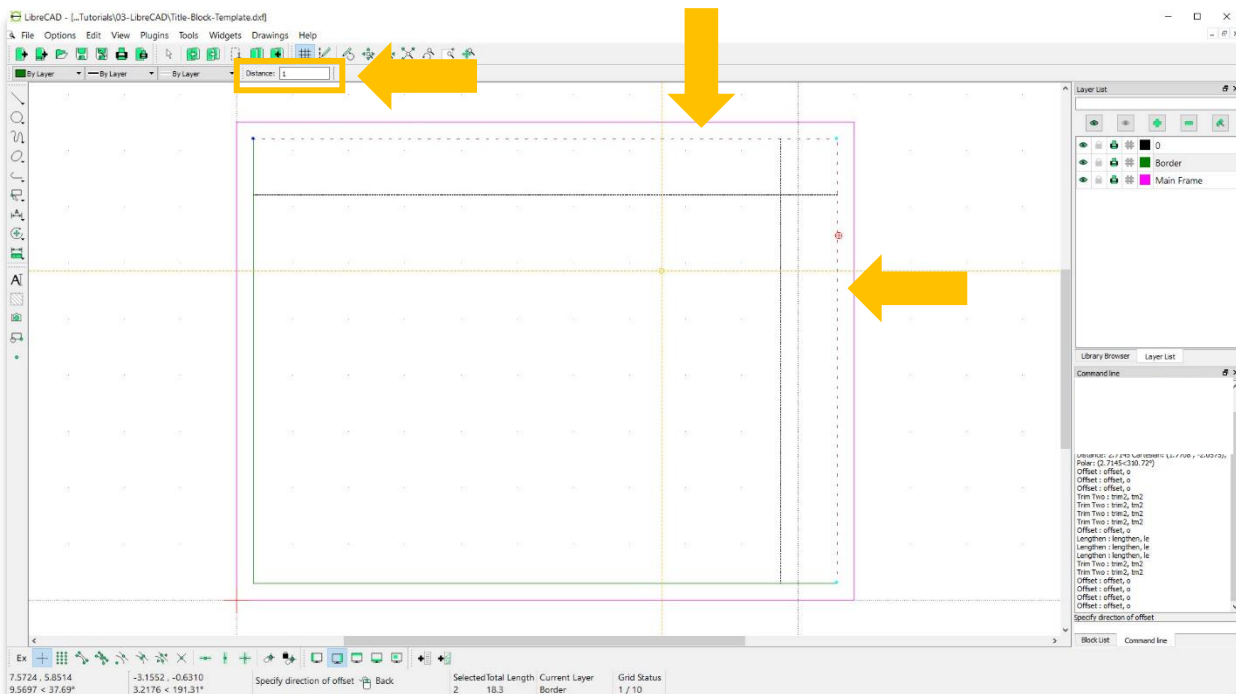 LibreCAD - [...Tutorials\03-LibreCAD\Title-Block-Template.dxf]
File Options Edit View Plugins Tools Widgets Drawings Help
By Layer By Layer By Layer Distance: 1
Layer List
0
Border
Main Frame
Library Browser Layer List
Command line
Polar: (2.7145<310.72°)
Offset : offset, o
Offset : offset, o
Offset : offset, o
Trim Two : trim2, tm2
Trim Two : trim2, tm2
Trim Two : trim2, tm2
Trim Two : trim2, tm2
Offset : offset, o
Lengthen : lengthen, le
Lengthen : lengthen, le
Lengthen : lengthen, le
Trim Two : trim2, tm2
Trim Two : trim2, tm2
Offset : offset, o
Offset : offset, o
Offset : offset, o
Offset : offset, o
Specify direction of offset
Block List Command line
Ex
7.5724 , 5.8514 -3.1552 , -0.6310 Specify direction of offset Back Selected Total Length Current Layer Grid Status
9.5697 < 37.69° 3.2176 < 191.31° 2 18.3 Border 1 / 10